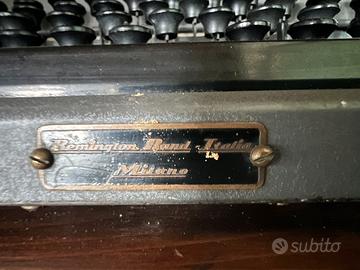 Remington Rand Italia
Milano
subito